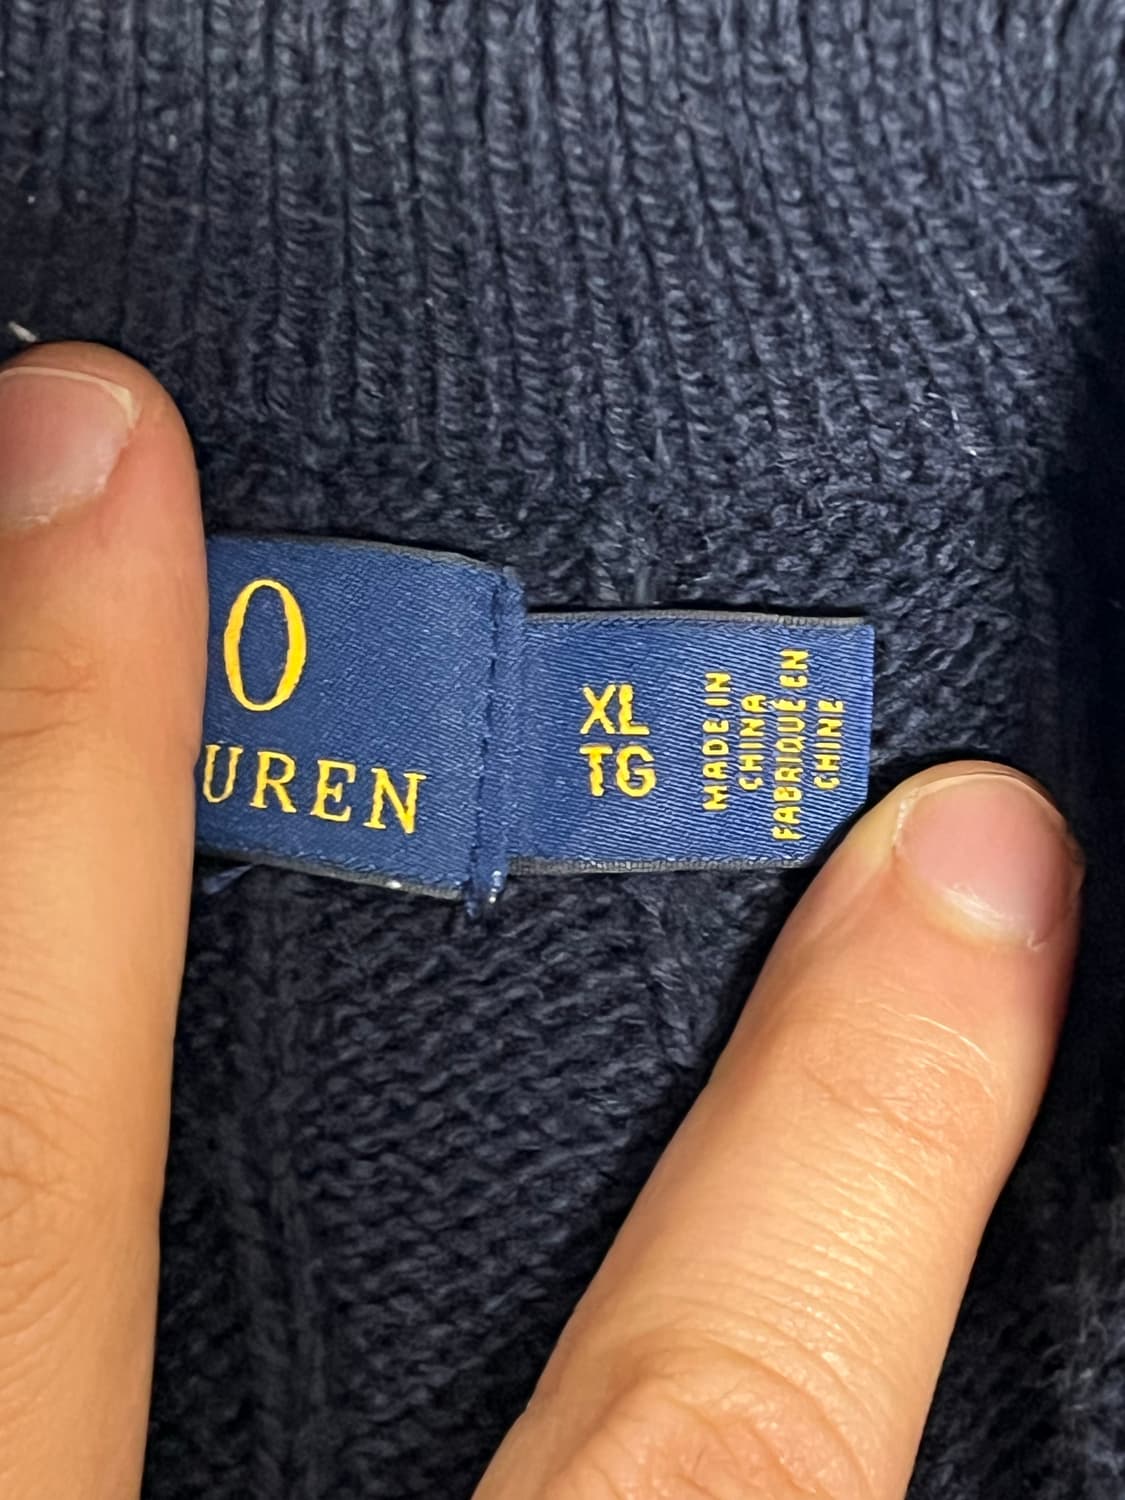 O
UREN
XL
TG
MADE IN
CHINA
FABRIQUÉ EN
CHINE